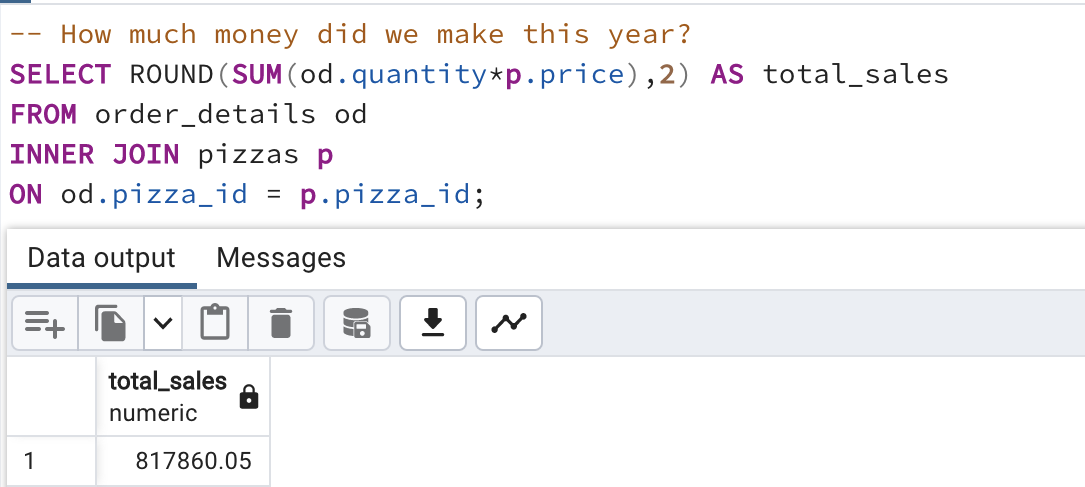 -- How much money did we make this year?
SELECT ROUND(SUM(od.quantity*p.price),2) AS total_sales
FROM order_details od
INNER JOIN pizzas p
ON od.pizza_id = p.pizza_id;
Data output Messages
total_sales
numeric
1 817860.05